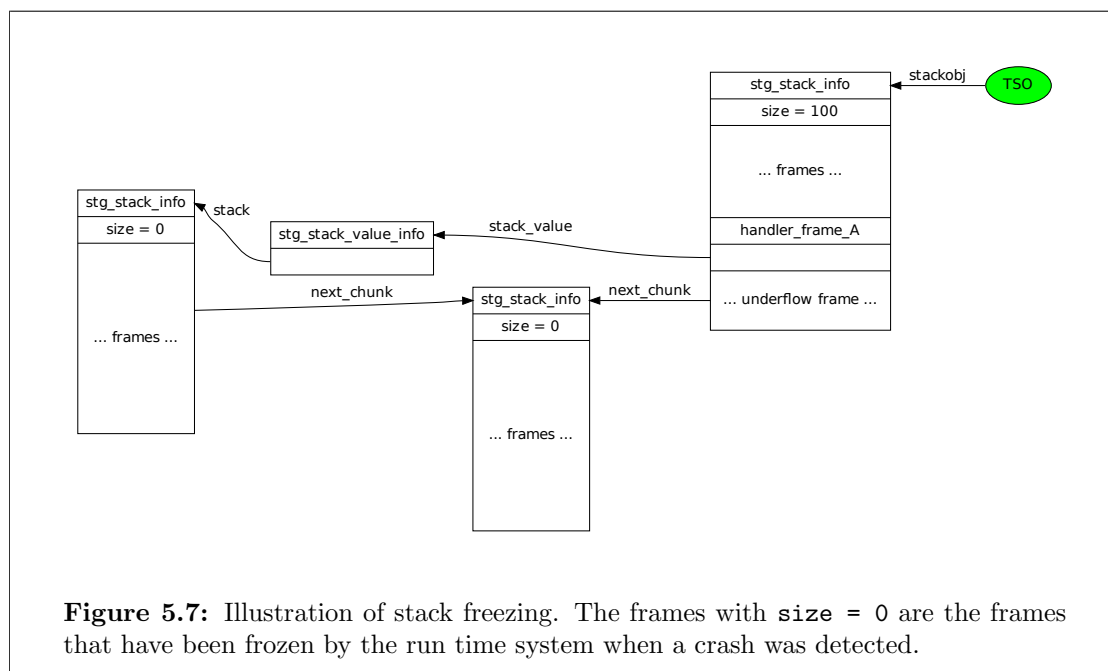 stg_stack_info
stackobj
TSO
size = 100
... frames ...
stg_stack_info
stack
size = 0
stg_stack_value_info
stack_value
handler_frame_A
next_chunk
stg_stack_info
next_chunk
... underflow frame ...
size = 0
... frames ...
... frames ...
Figure 5.7: Illustration of stack freezing. The frames with size = 0 are the frames
that have been frozen by the run time system when a crash was detected.